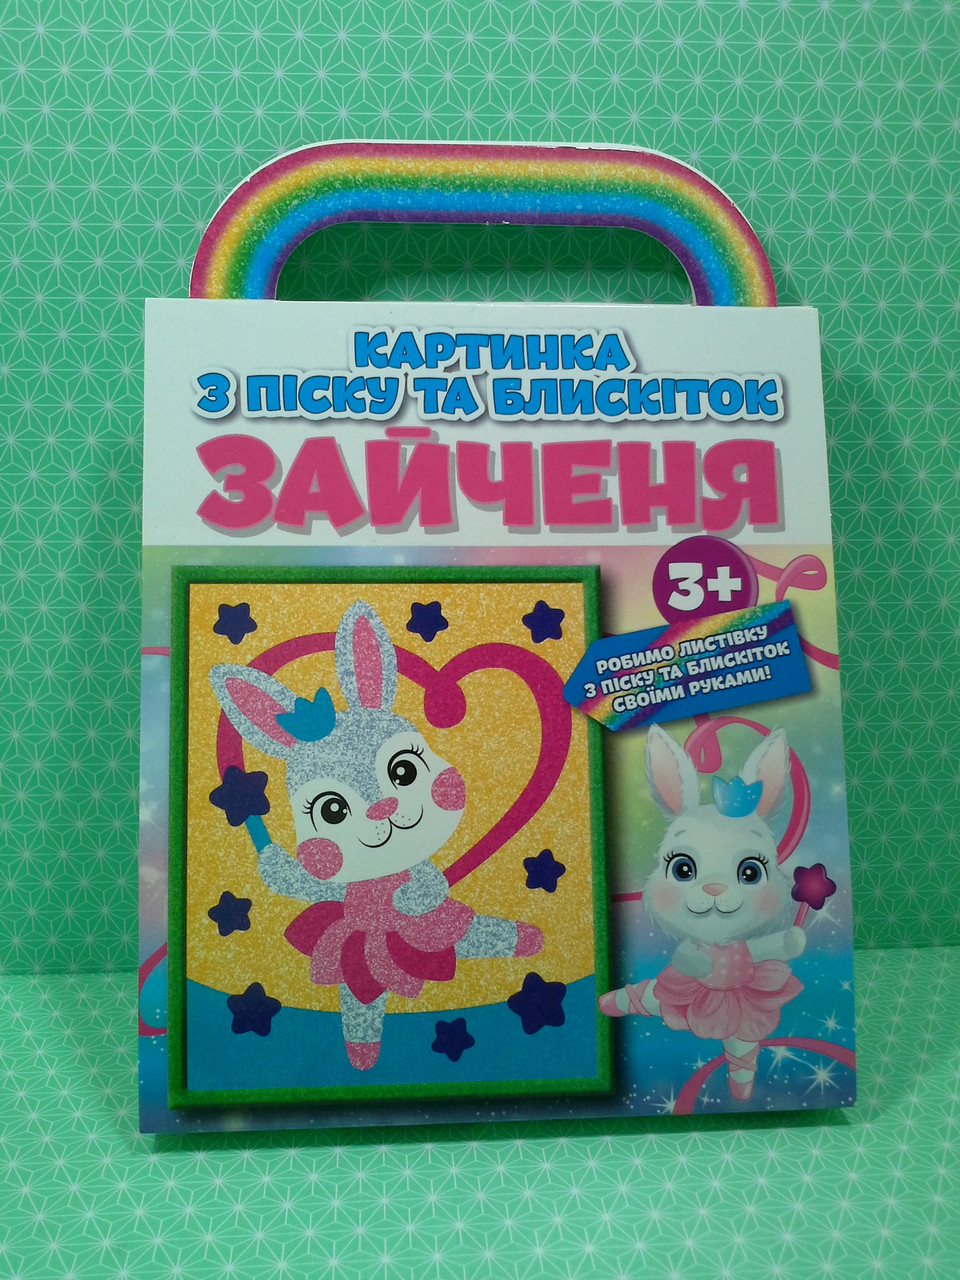 КАРТИНКА
З ПІСКУ ТА БЛИСКІТОК
ЗАЙЧЕНЯ
3+
РОБИМО ЛИСТІВКУ
З ПІСКУ ТА БЛИСКІТОК
СВОЇМИ РУКАМИ!